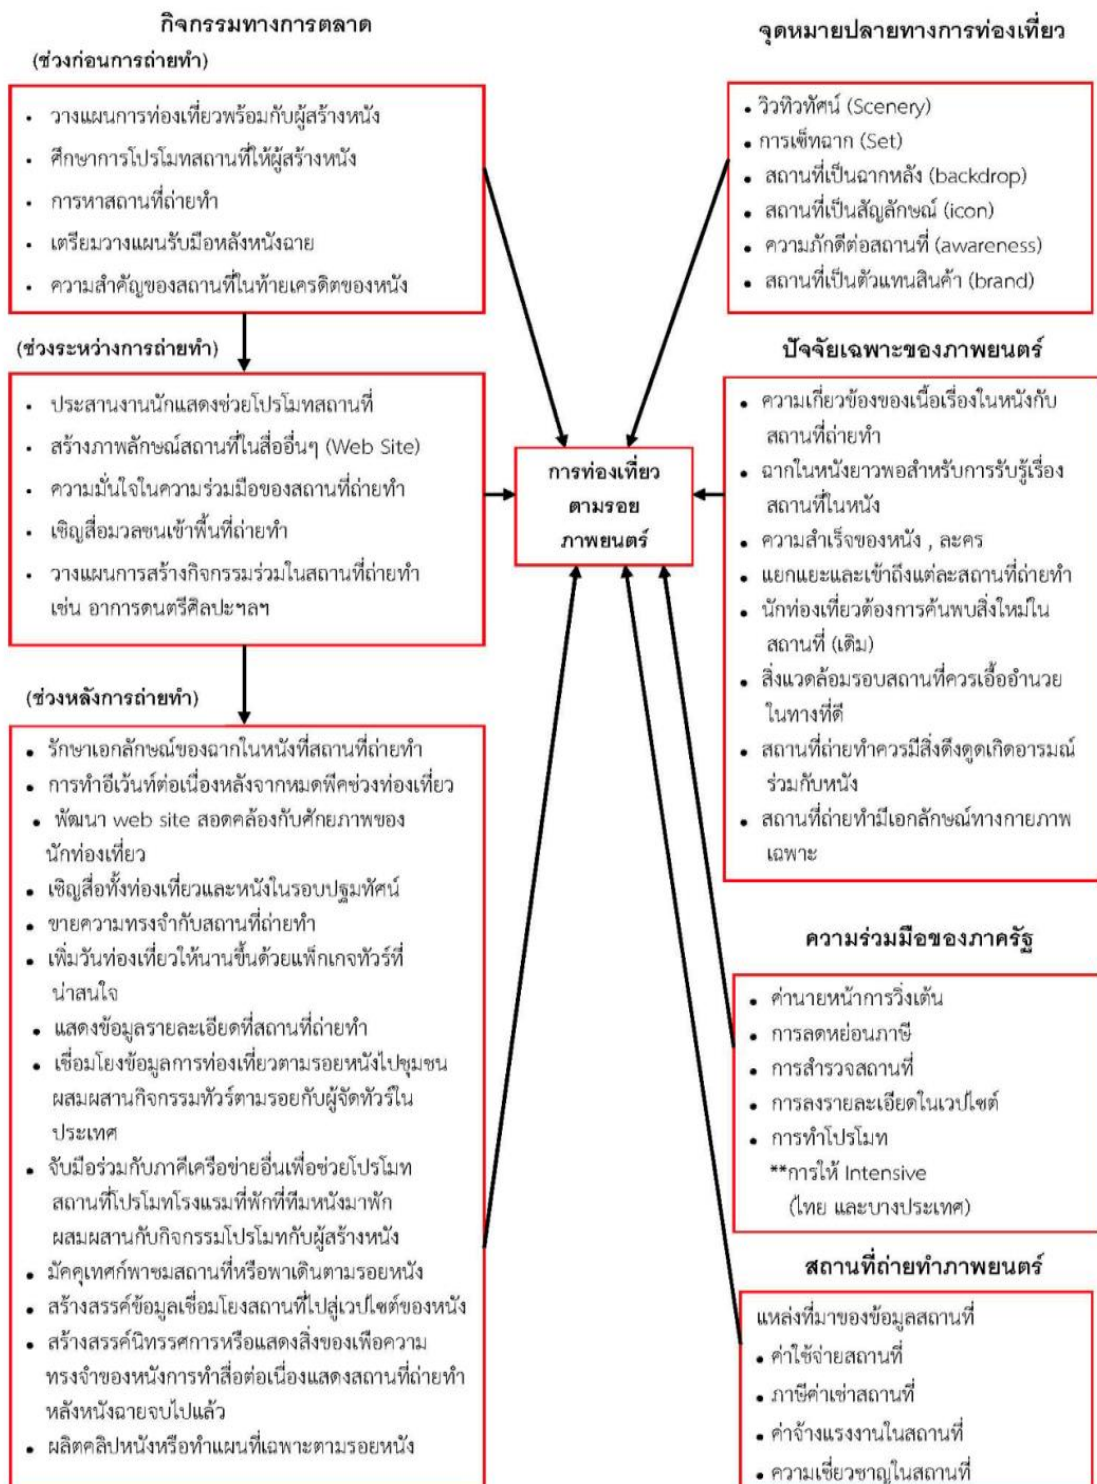 กิจกรรมทางการตลาด
(ช่วงก่อนการถ่ายทำ)
• วางแผนการท่องเที่ยวพร้อมกับผู้สร้างหนัง
• ศึกษาการโปรโมทสถานที่ให้ผู้สร้างหนัง
• การหาสถานที่ถ่ายทำ
• เตรียมวางแผนรับมือหลังหนังฉาย
• ความสำคัญของสถานที่ในท้ายเครดิตของหนัง
(ช่วงระหว่างการถ่ายทำ)
• ประสานงานนักแสดงช่วยโปรโมทสถานที่
• สร้างภาพลักษณ์สถานที่ในสื่ออื่นๆ (Web Site)
• ความมั่นใจในความร่วมมือของสถานที่ถ่ายทำ
• เชิญสื่อมวลชนเข้าพื้นที่ถ่ายทำ
• วางแผนการสร้างกิจกรรมร่วมในสถานที่ถ่ายทำ
เช่น อาการดนตรีศิลปะฯลฯ
(ช่วงหลังการถ่ายทำ)
• รักษาเอกลักษณ์ของฉากในหนังที่สถานที่ถ่ายทำ
• การทำอีเว้นท์ต่อเนื่องหลังจากหมดพีคช่วงท่องเที่ยว
• พัฒนา web site สอดคล้องกับศักยภาพของ
นักท่องเที่ยว
• เชิญสื่อทั้งท่องเที่ยวและหนังในรอบปฐมทัศน์
• ขายความทรงจำกับสถานที่ถ่ายทำ
• เพิ่มวันท่องเที่ยวให้นานขึ้นด้วยแพ็กเกจทัวร์ที่
น่าสนใจ
• แสดงข้อมูลรายละเอียดที่สถานที่ถ่ายทำ
• เชื่อมโยงข้อมูลการท่องเที่ยวตามรอยหนังไปชุมชน
ผสมผสานกิจกรรมทัวร์ตามรอยกับผู้จัดทัวร์ใน
ประเทศ
• จับมือร่วมกับภาคีเครือข่ายอื่นเพื่อช่วยโปรโมท
สถานที่โปรโมทโรงแรมที่พักที่ทีมหนังมาพัก
ผสมผสานกับกิจกรรมโปรโมทกับผู้สร้างหนัง
• มัคคุเทศก์พาชมสถานที่หรือพาเดินตามรอยหนัง
• สร้างสรรค์ข้อมูลเชื่อมโยงสถานที่ไปสู่เวปไซต์ของหนัง
• สร้างสรรค์นิทรรศการหรือแสดงสิ่งของเพื่อความ
ทรงจำของหนังการทำสื่อต่อเนื่องแสดงสถานที่ถ่ายทำ
หลังหนังฉายจบไปแล้ว
• ผลิตคลิปหนังหรือทำแผนที่เฉพาะตามรอยหนัง
การท่องเที่ยว
ตามรอย
ภาพยนตร์
จุดหมายปลายทางการท่องเที่ยว
• วิวทิวทัศน์ (Scenery)
• การเซ็ทฉาก (Set)
• สถานที่เป็นฉากหลัง (backdrop)
• สถานที่เป็นสัญลักษณ์ (icon)
• ความภักดีต่อสถานที่ (awareness)
• สถานที่เป็นตัวแทนสินค้า (brand)
ปัจจัยเฉพาะของภาพยนตร์
• ความเกี่ยวข้องของเนื้อเรื่องในหนังกับ
สถานที่ถ่ายทำ
• ฉากในหนังยาวพอสำหรับการรับรู้เรื่อง
สถานที่ในหนัง
• ความสำเร็จของหนัง , ละคร
• แยกแยะและเข้าถึงแต่ละสถานที่ถ่ายทำ
• นักท่องเที่ยวต้องการค้นพบสิ่งใหม่ใน
สถานที่ (เดิม)
• สิ่งแวดล้อมรอบสถานที่ควรเอื้ออำนวย
ในทางที่ดี
• สถานที่ถ่ายทำควรมีสิ่งดึงดูดเกิดอารมณ์
ร่วมกับหนัง
• สถานที่ถ่ายทำมีเอกลักษณ์ทางกายภาพ
เฉพาะ
ความร่วมมือของภาครัฐ
• ค่านายหน้าการวิ่งเต้น
• การลดหย่อนภาษี
• การสำรวจสถานที่
• การลงรายละเอียดในเวปไซต์
• การทำโปรโมท
**การให้ Intensive
(ไทย และบางประเทศ)
สถานที่ถ่ายทำภาพยนตร์
แหล่งที่มาของข้อมูลสถานที่
• ค่าใช้จ่ายสถานที่
• ภาษีค่าเช่าสถานที่
• ค่าจ้างแรงงานในสถานที่
• ความเชี่ยวชาญในสถานที่